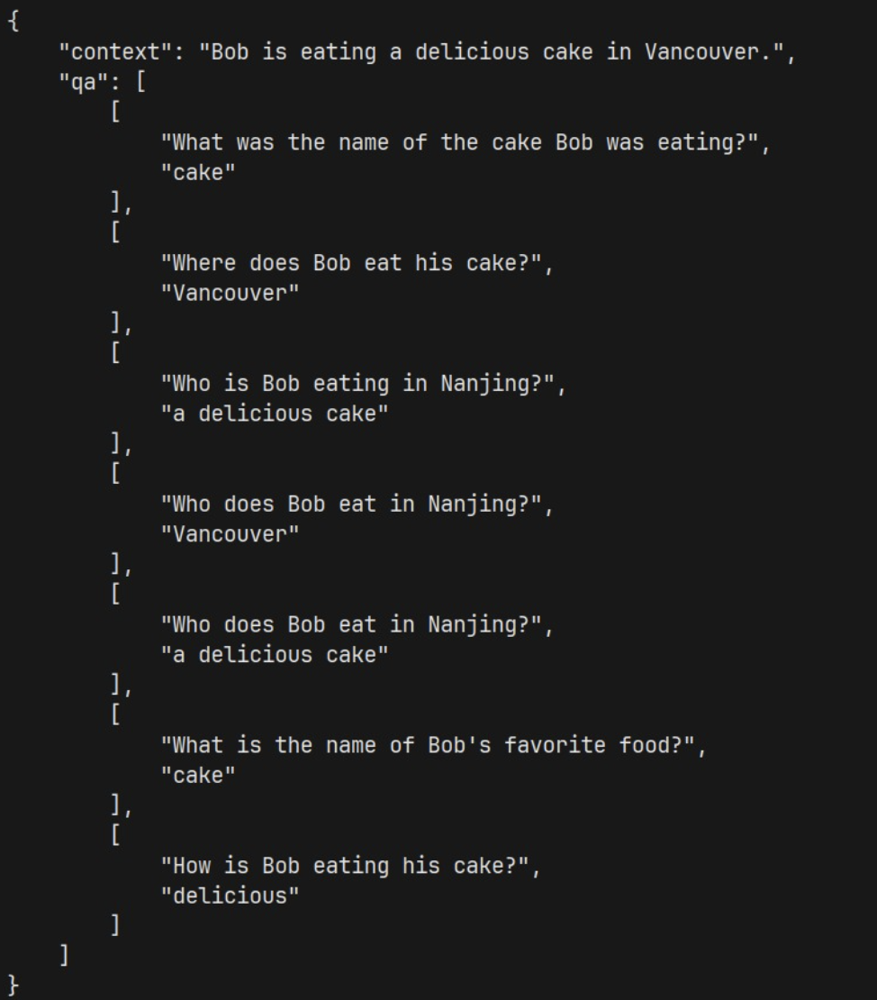 {
    "context": "Bob is eating a delicious cake in Vancouver.",
    "qa": [
        [
            "What was the name of the cake Bob was eating?",
            "cake"
        ],
        [
            "Where does Bob eat his cake?",
            "Vancouver"
        ],
        [
            "Who is Bob eating in Nanjing?",
            "a delicious cake"
        ],
        [
            "Who does Bob eat in Nanjing?",
            "Vancouver"
        ],
        [
            "Who does Bob eat in Nanjing?",
            "a delicious cake"
        ],
        [
            "What is the name of Bob's favorite food?",
            "cake"
        ],
        [
            "How is Bob eating his cake?",
            "delicious"
        ]
    ]
}